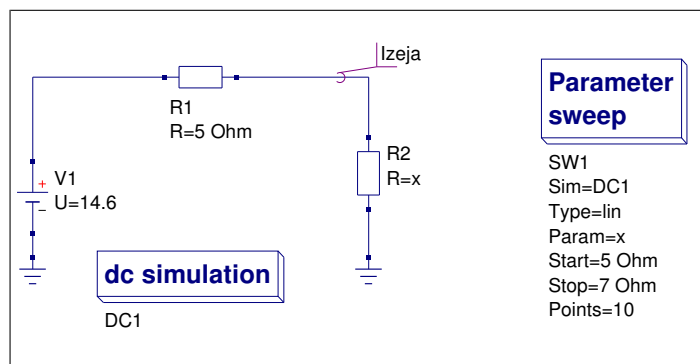 Izeja
R1
R=5 Ohm
R2
R=x
+
V1
U=14.6
−
dc simulation
DC1
Parameter
sweep
SW1
Sim=DC1
Type=lin
Param=x
Start=5 Ohm
Stop=7 Ohm
Points=10